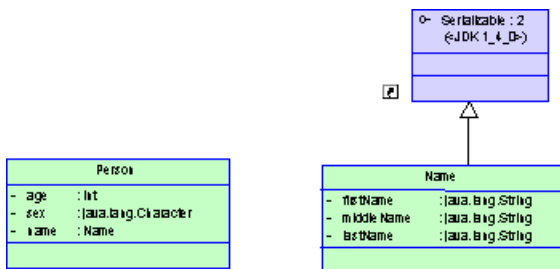 Serializable : 2
(<JDK 1_4_0>)
Person
- age : int
- sex : java.lang.Character
- name : Name
Name
- firstName : java.lang.String
- middleName : java.lang.String
- lastName : java.lang.String